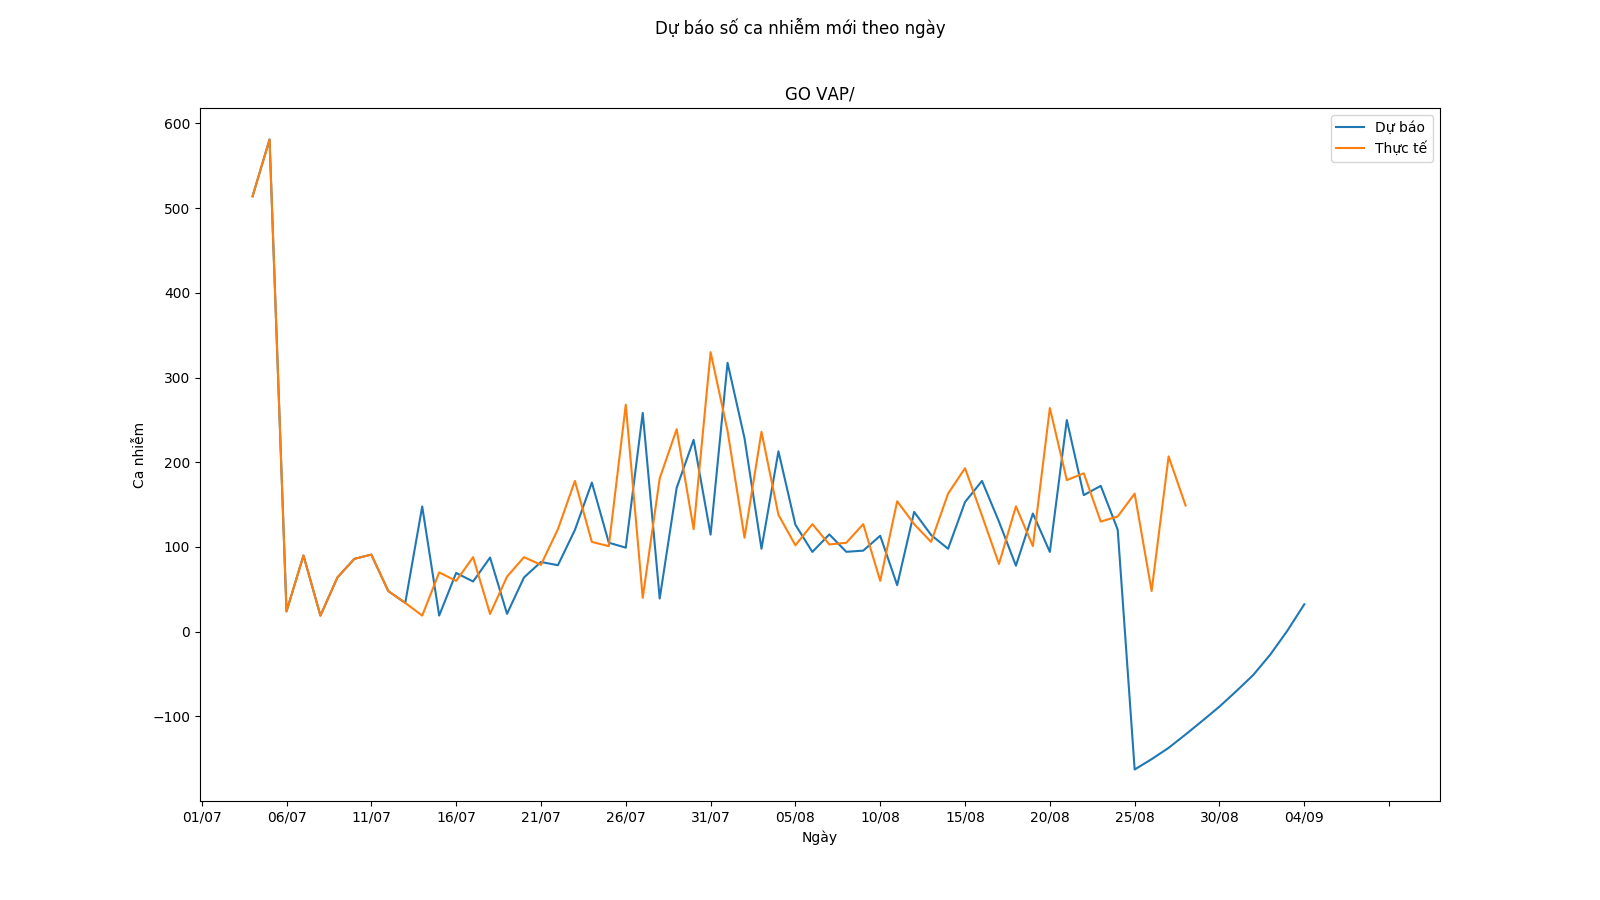 Dự báo số ca nhiễm mới theo ngày
GO VAP/
Dự báo
Thực tế
600
500
400
300
200
100
0
−100
Ca nhiễm
01/07 06/07 11/07 16/07 21/07 26/07 31/07 05/08 10/08 15/08 20/08 25/08 30/08 04/09
Ngày